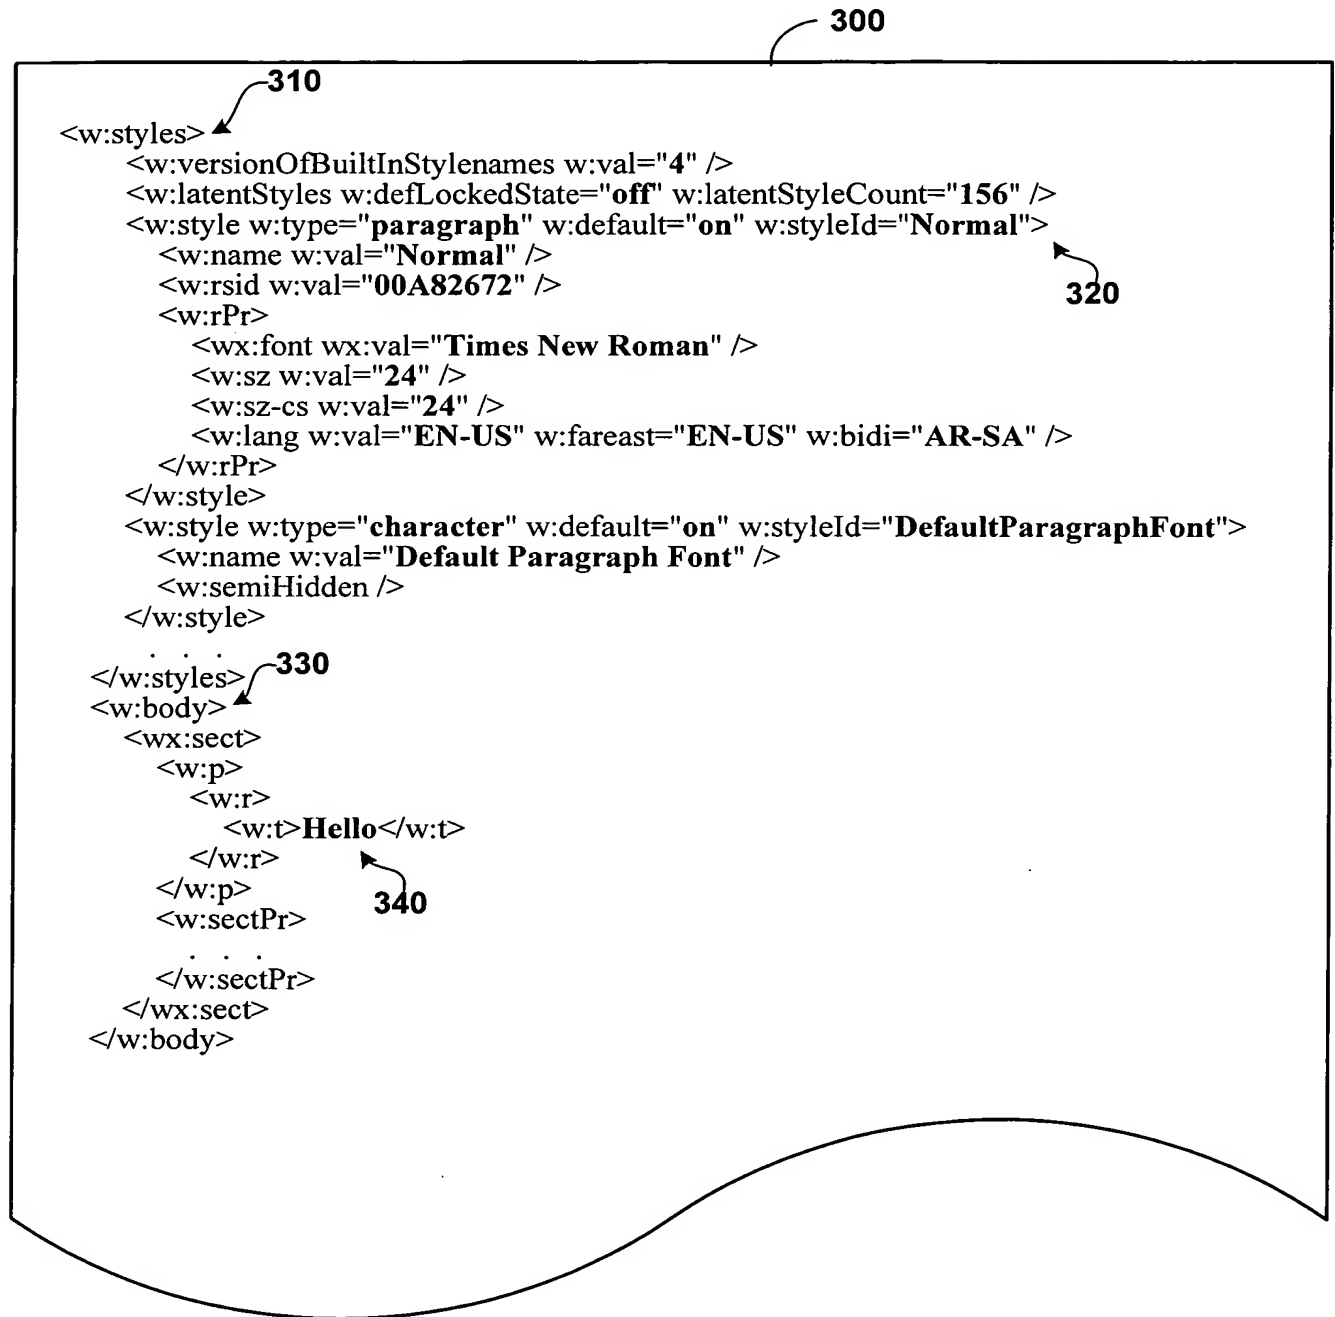 300
310
<w:styles>
<w:versionOfBuiltInStylenames w:val="4" />
<w:latentStyles w:defLockedState="off" w:latentStyleCount="156" />
<w:style w:type="paragraph" w:default="on" w:styleId="Normal">
<w:name w:val="Normal" />
<w:rsid w:val="00A82672" />
320
<w:rPr>
<wx:font wx:val="Times New Roman" />
<w:sz w:val="24" />
<w:sz-cs w:val="24" />
<w:lang w:val="EN-US" w:fareast="EN-US" w:bidi="AR-SA" />
</w:rPr>
</w:style>
<w:style w:type="character" w:default="on" w:styleId="DefaultParagraphFont">
<w:name w:val="Default Paragraph Font" />
<w:semiHidden />
</w:style>
. . .
330
</w:styles>
<w:body>
<wx:sect>
<w:p>
<w:r>
<w:t>Hello</w:t>
</w:r>
</w:p>
340
<w:sectPr>
. . .
</w:sectPr>
</wx:sect>
</w:body>